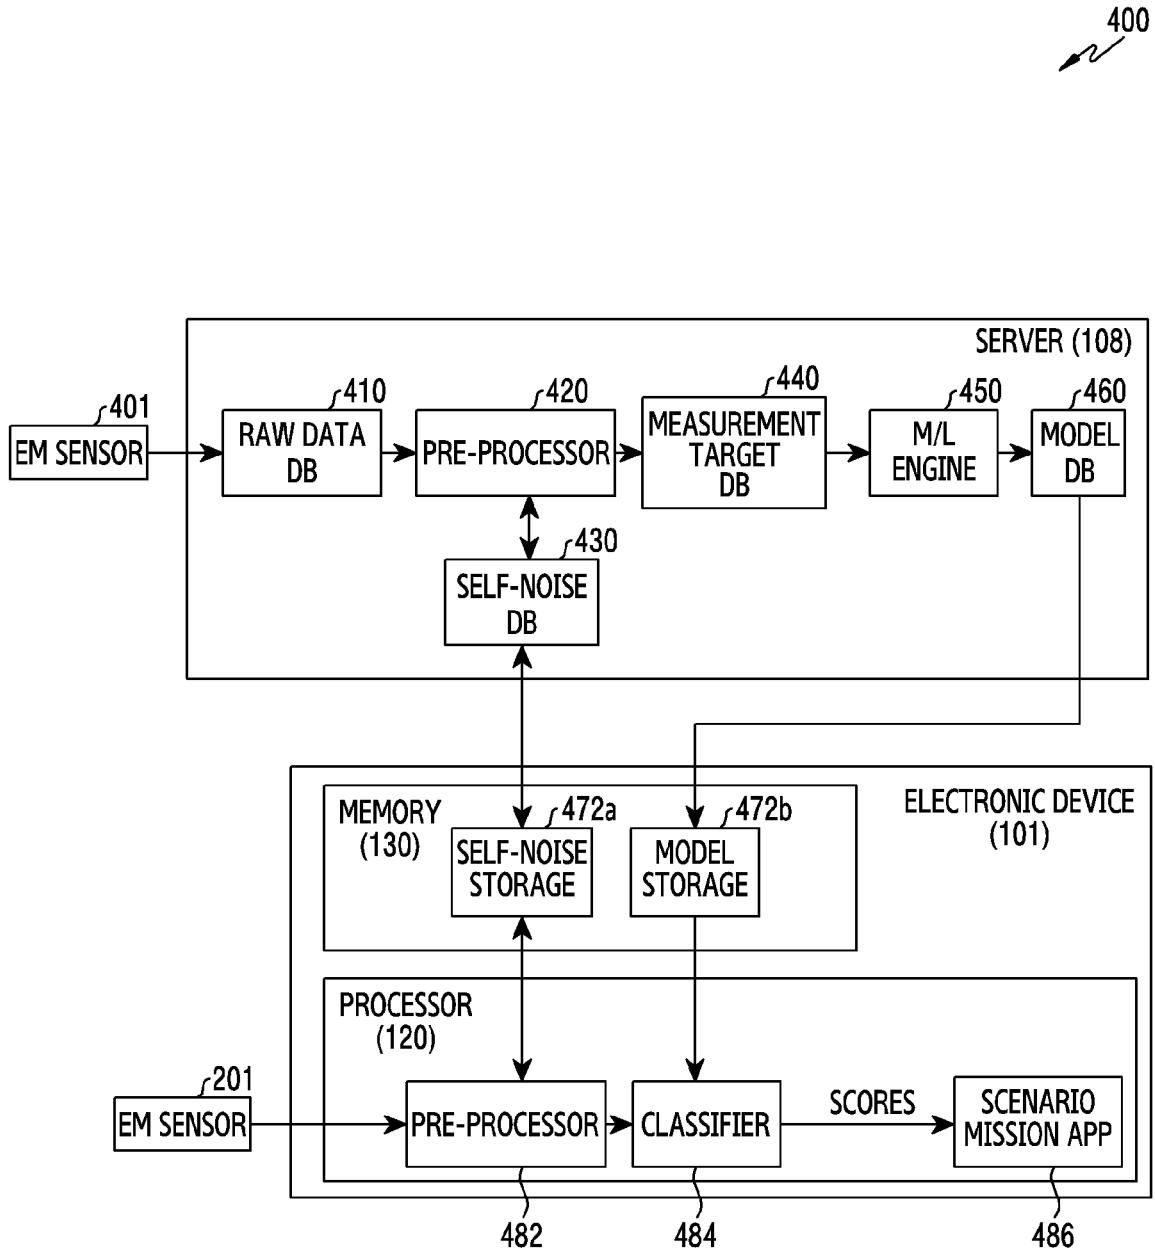 400
SERVER (108)
401
EM SENSOR
410
RAW DATA
DB
420
PRE-PROCESSOR
440
MEASUREMENT
TARGET
DB
450
M/L
ENGINE
460
MODEL
DB
430
SELF-NOISE
DB
ELECTRONIC DEVICE
(101)
MEMORY
(130)
472a
SELF-NOISE
STORAGE
472b
MODEL
STORAGE
PROCESSOR
(120)
201
EM SENSOR
PRE-PROCESSOR
CLASSIFIER
SCORES
SCENARIO
MISSION APP
482
484
486